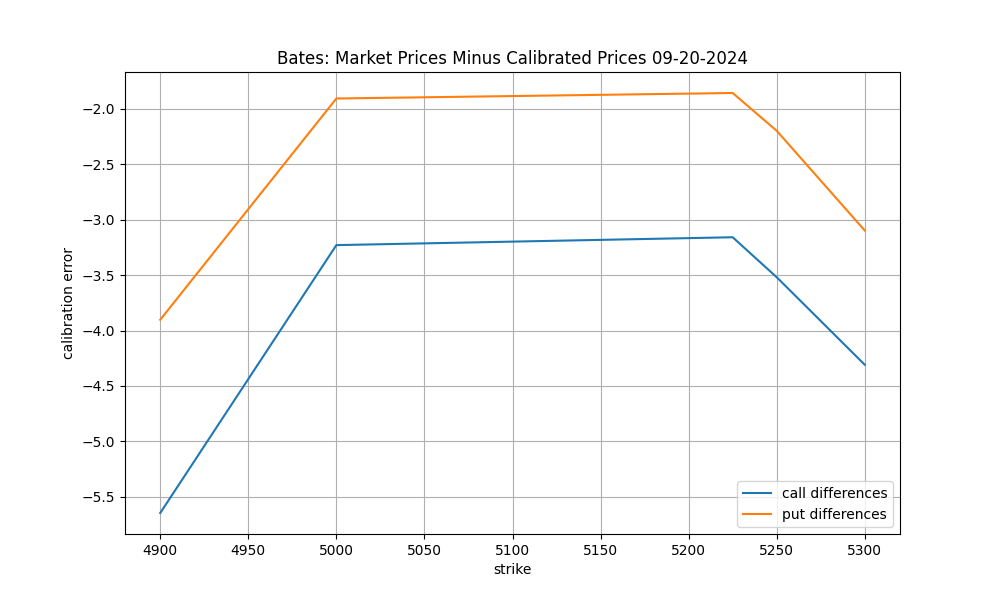 Bates: Market Prices Minus Calibrated Prices 09-20-2024
−2.0
−2.5
−3.0
−3.5
−4.0
−4.5
−5.0
−5.5
calibration error
call differences
put differences
4900 4950 5000 5050 5100 5150 5200 5250 5300
strike